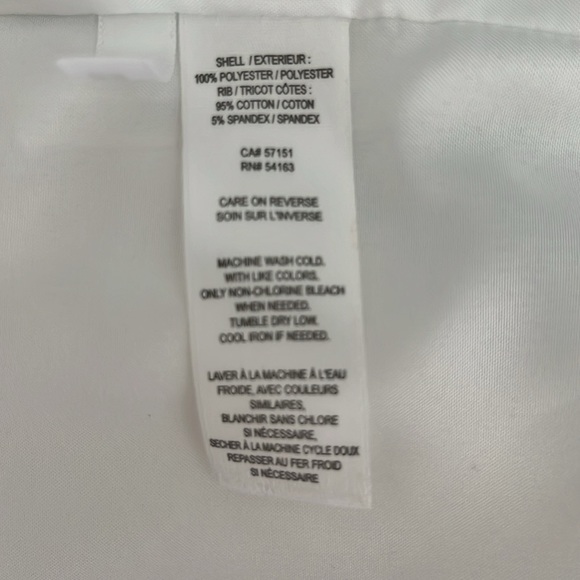 SHELL / EXTERIEUR :
100% POLYESTER / POLYESTER
RIB / TRICOT CÔTES :
95% COTTON / COTON
5% SPANDEX / SPANDEX
CA# 57151
RN# 54163
CARE ON REVERSE
SOIN SUR L'INVERSE
MACHINE WASH COLD.
WITH LIKE COLORS.
ONLY NON-CHLORINE BLEACH
WHEN NEEDED.
TUMBLE DRY LOW.
COOL IRON IF NEEDED.
LAVER À LA MACHINE À L'EAU
FROIDE, AVEC COULEURS
SIMILAIRES,
BLANCHIR SANS CHLORE
SI NÉCESSAIRE,
SECHER À LA MACHINE CYCLE DOUX
REPASSER AU FER FROID
SI NÉCESSAIRE